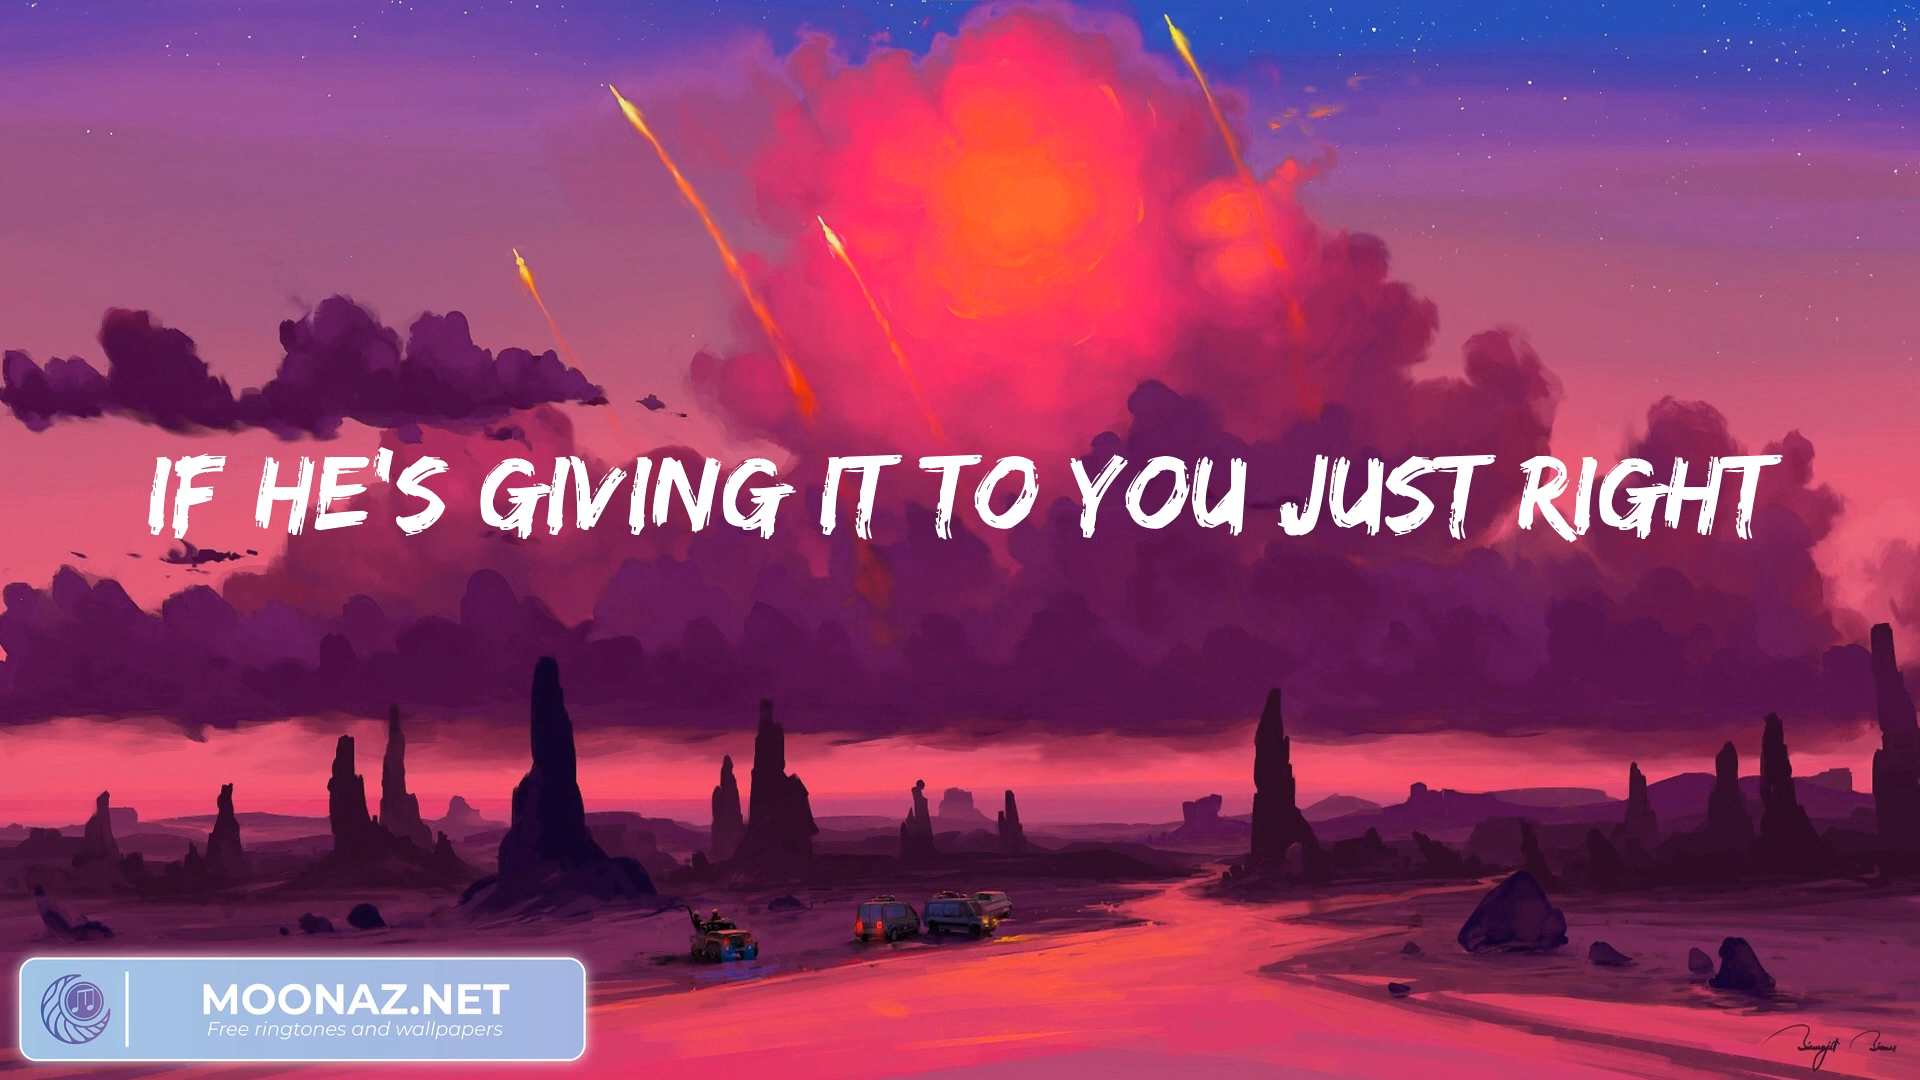 IF HE'S GIVING IT TO YOU JUST RIGHT
MOONAZ.NET
Free ringtones and wallpapers